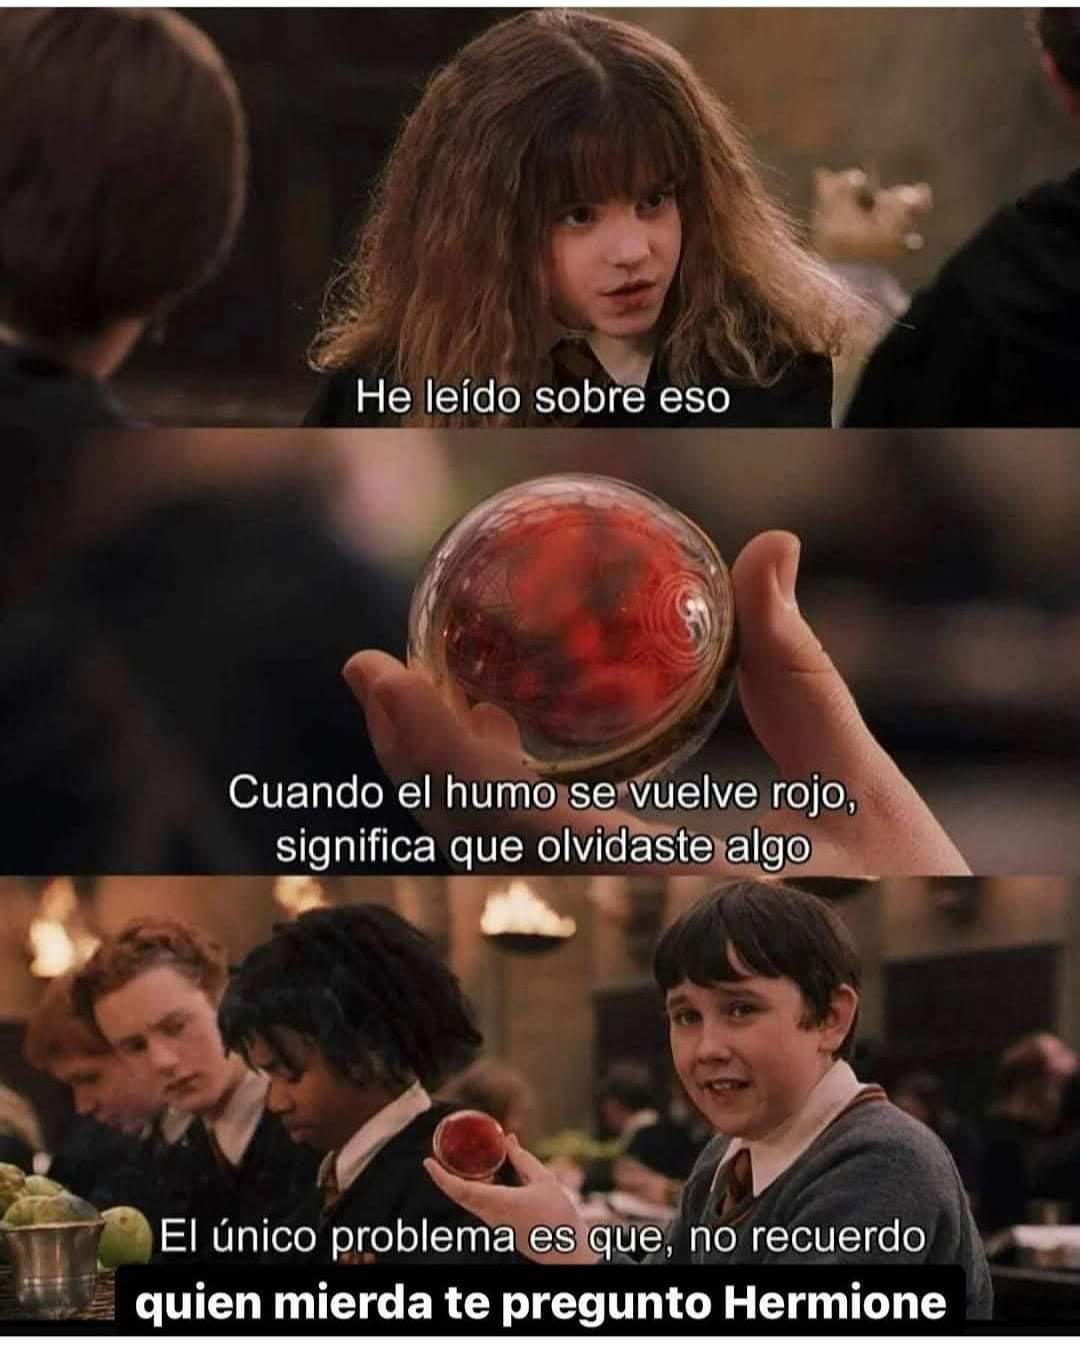 He leído sobre eso
Cuando el humo se vuelve rojo,
significa que olvidaste algo
El único problema es que, no recuerdo
quien mierda te pregunto Hermione